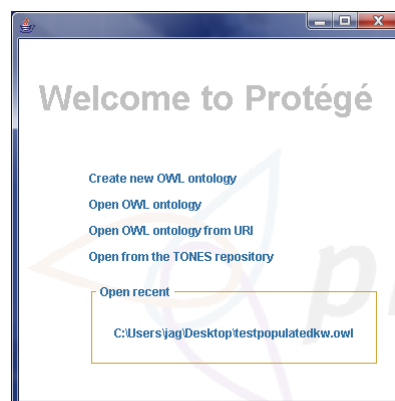 Welcome to Protégé
Create new OWL ontology
Open OWL ontology
Open OWL ontology from URI
Open from the TONES repository
Open recent
C:\Users\jag\Desktop\testpopulatedkw.owl